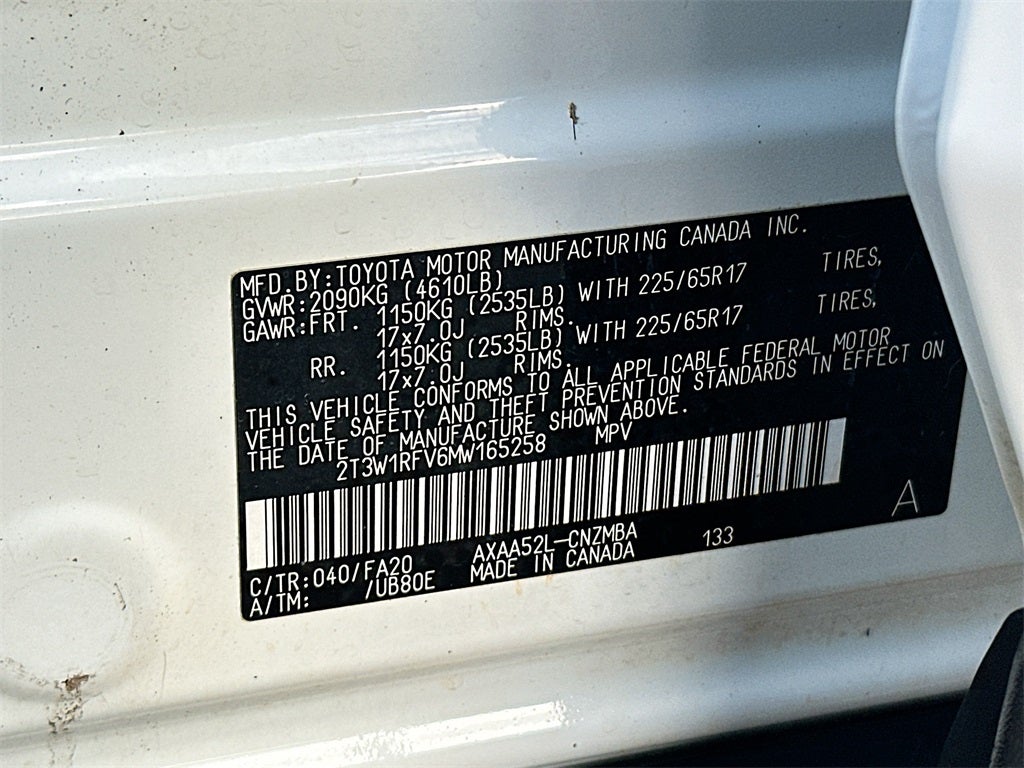 MFD.BY:TOYOTA MOTOR MANUFACTURING CANADA INC.
GVWR:2090KG (4610LB)
GAWR:FRT. 1150KG (2535LB) WITH 225/65R17 TIRES,
17x7.0J RIMS.
RR. 1150KG (2535LB) WITH 225/65R17 TIRES,
17x7.0J RIMS.
THIS VEHICLE CONFORMS TO ALL APPLICABLE FEDERAL MOTOR
VEHICLE SAFETY AND THEFT PREVENTION STANDARDS IN EFFECT ON
THE DATE OF MANUFACTURE SHOWN ABOVE.
2T3W1RFV6MW165258 MPV
C/TR:040/FA20 AXAA52L-CNZMBA 133
A/TM: /UB80E MADE IN CANADA
A